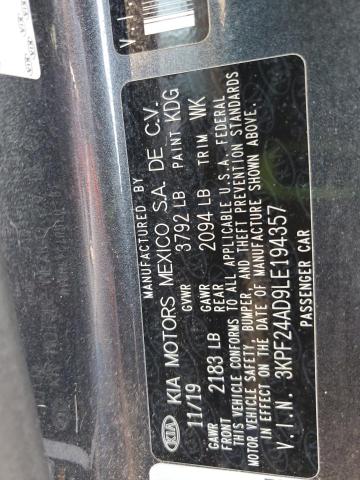 MANUFACTURED BY
KIA KIA MOTORS MEXICO S.A. DE C.V.
11/19 GVWR 3792 LB PAINT KDG
GAWR 2183 LB GAWR REAR 2094 LB TRIM WK
THIS VEHICLE CONFORMS TO ALL APPLICABLE U.S.A. FEDERAL
MOTOR VEHICLE SAFETY, BUMPER, AND THEFT PREVENTION STANDARDS
IN EFFECT ON THE DATE OF MANUFACTURE SHOWN ABOVE.
V.I.N. 3KPF24AD9LE194357
PASSENGER CAR